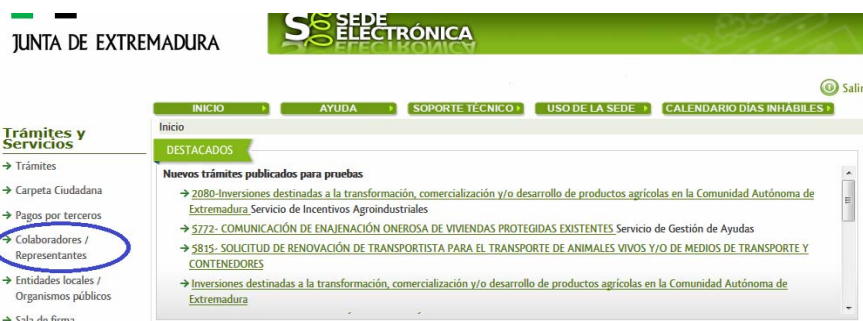 JUNTA DE EXTREMADURA
SEDE
ELECTRÓNICA
Salir
INICIO
AYUDA
SOPORTE TÉCNICO
USO DE LA SEDE
CALENDARIO DÍAS INHÁBILES
Trámites y
Servicios
Trámites
Carpeta Ciudadana
Pagos por terceros
Colaboradores /
Representantes
Entidades locales /
Organismos públicos
Sala de firma
Inicio
DESTACADOS
Nuevos trámites publicados para pruebas
2080-Inversiones destinadas a la transformación, comercialización y/o desarrollo de productos agrícolas en la Comunidad Autónoma de
Extremadura Servicio de Incentivos Agroindustriales
5772- COMUNICACIÓN DE ENAJENACIÓN ONEROSA DE VIVIENDAS PROTEGIDAS EXISTENTES Servicio de Gestión de Ayudas
5815- SOLICITUD DE RENOVACIÓN DE TRANSPORTISTA PARA EL TRANSPORTE DE ANIMALES VIVOS Y/O DE MEDIOS DE TRANSPORTE Y
CONTENEDORES
Inversiones destinadas a la transformación, comercialización y/o desarrollo de productos agrícolas en la Comunidad Autónoma de
Extremadura